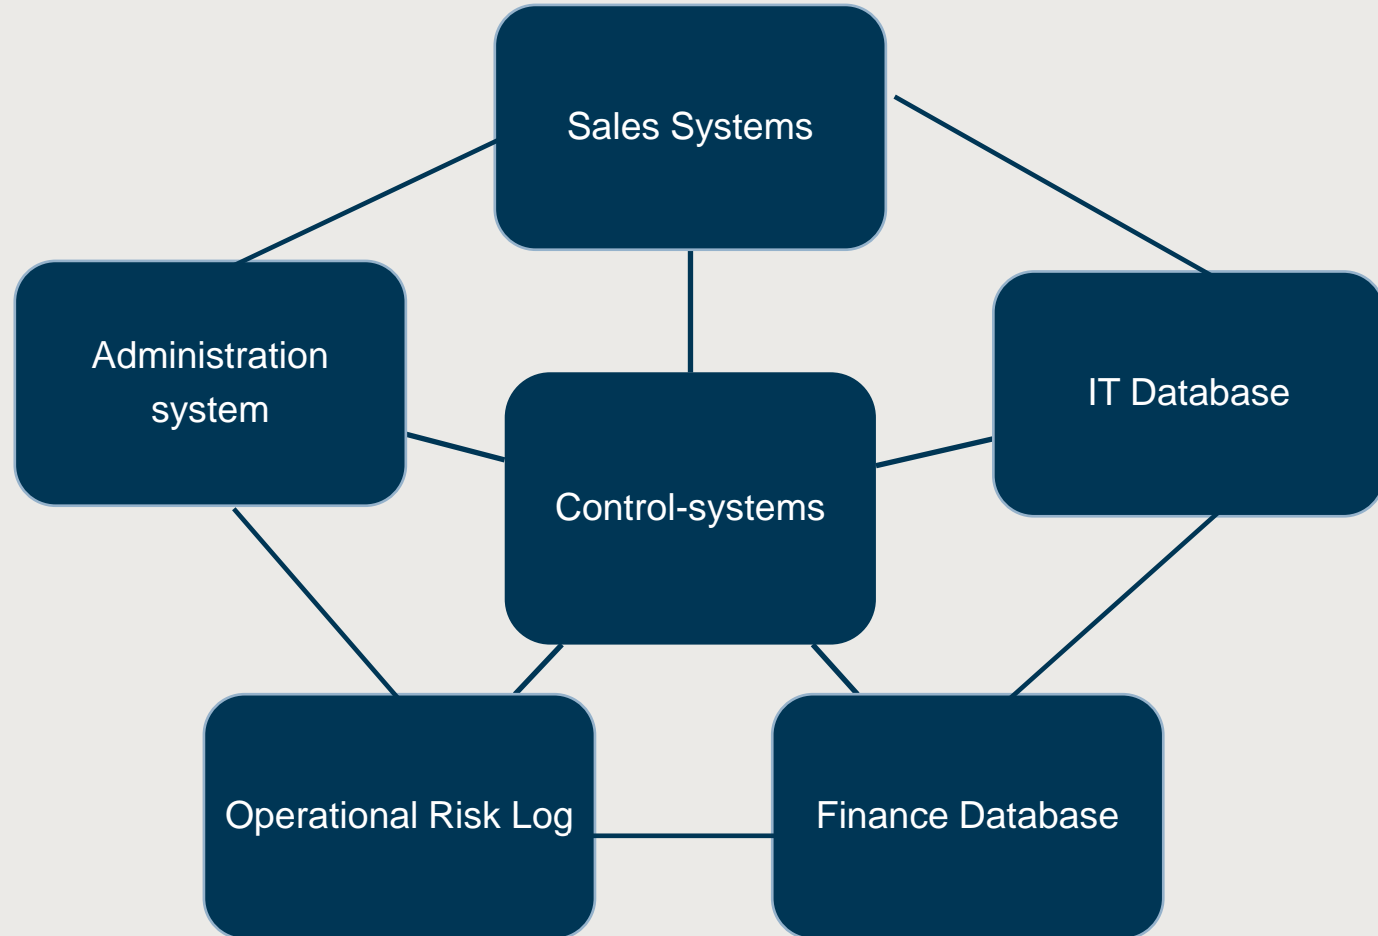 Sales Systems
Administration
system
IT Database
Control-systems
Operational Risk Log
Finance Database